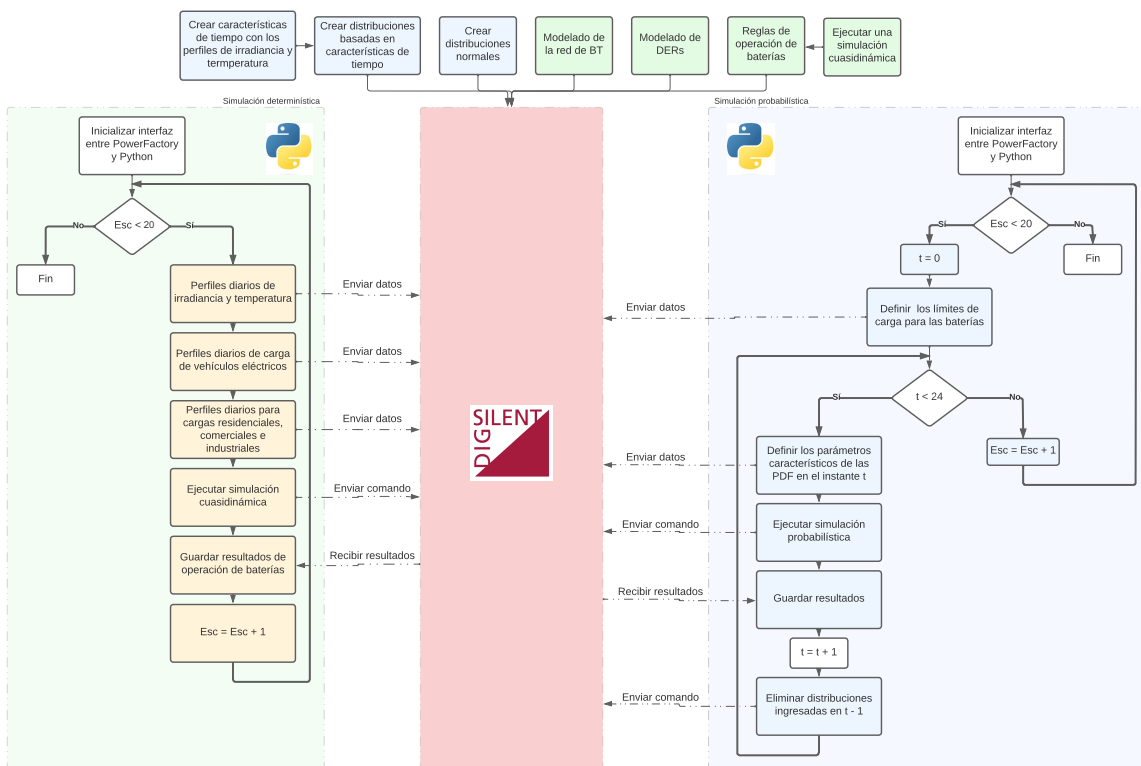 Crear características
de tiempo con los
perfiles de irradiancia y
termperatura
Crear distribuciones
basadas en
características de
tiempo
Crear
distribuciones
normales
Modelado de
la red de BT
Modelado de
DERs
Reglas de
operación de
baterías
Ejecutar una
simulación
cuasidinámica
Simulación determinística
Simulación probabilística
Inicializar interfaz
entre PowerFactory
y Python
Esc < 20
No
Sí
Fin
Perfiles diarios de
irradiancia y temperatura
Enviar datos
Perfiles diarios de carga
de vehículos eléctricos
Enviar datos
Perfiles diarios para
cargas residenciales,
comerciales e
industriales
Enviar datos
Ejecutar simulación
cuasidinámica
Enviar comando
Guardar resultados de
operación de baterías
Recibir resultados
Esc = Esc + 1
SILENT
DIG
Inicializar interfaz
entre PowerFactory
y Python
Esc < 20
Sí
No
Fin
t = 0
Definir los límites de
carga para las baterías
Enviar datos
t < 24
Sí
No
Esc = Esc + 1
Definir los parámetros
característicos de las
PDF en el instante t
Enviar datos
Ejecutar simulación
probabilística
Enviar comando
Guardar resultados
Recibir resultados
t = t + 1
Eliminar distribuciones
ingresadas en t - 1
Enviar comando